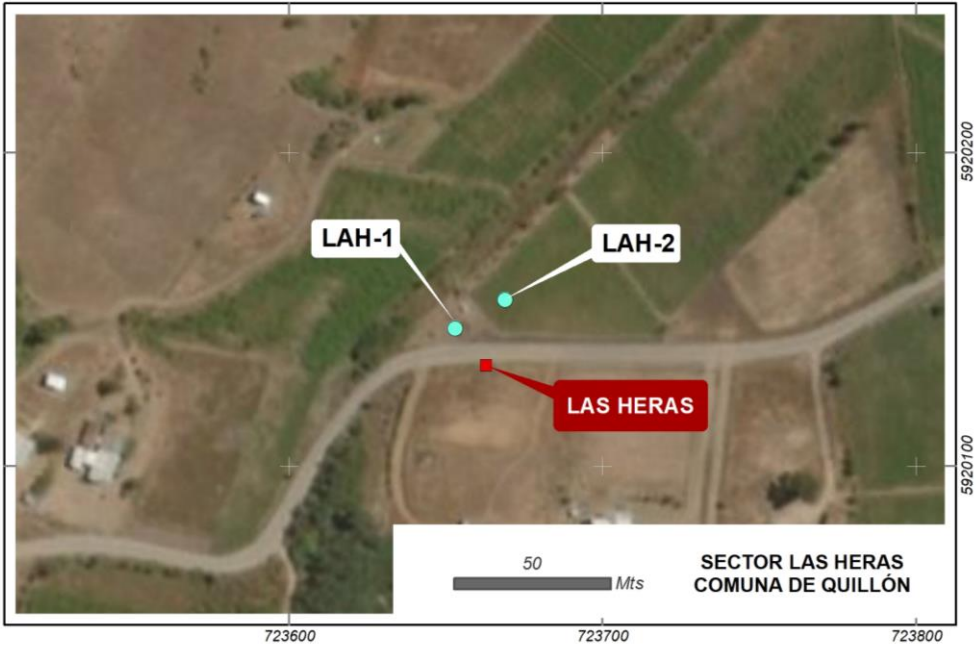 5920200
LAH-1
LAH-2
LAS HERAS
5920100
50
Mts
SECTOR LAS HERAS
COMUNA DE QUILLÓN
723600
723700
723800